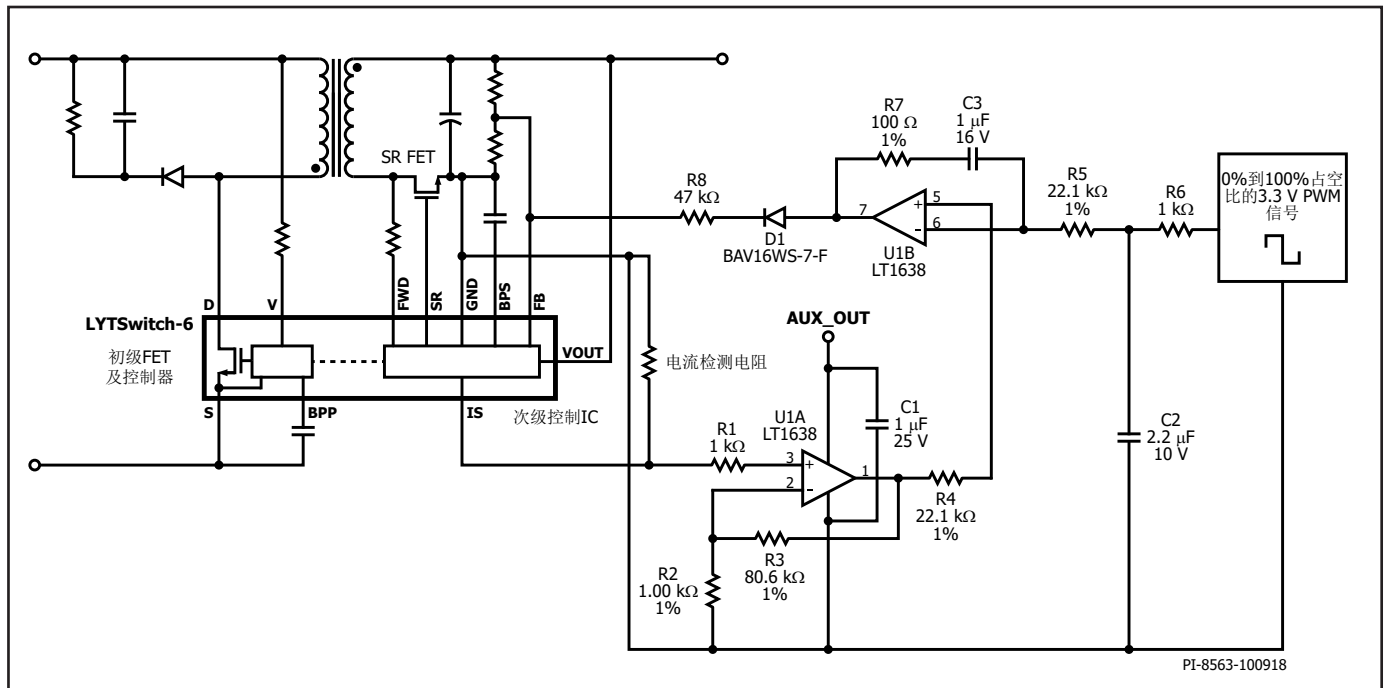 SR FET
R7
100 Ω
1%
C3
1 μF
16 V
R8
47 kΩ
D1
BAV16WS-7-F
7
5
6
+
-
U1B
LT1638
R5
22.1 kΩ
1%
R6
1 kΩ
0%到100%占空
比的3.3 V PWM
信号
D
V
FWD
SR
GND
BPS
FB
LYTSwitch-6
初级FET
及控制器
VOUT
S
BPP
IS
次级控制IC
电流检测电阻
AUX_OUT
C1
1 μF
25 V
U1A
LT1638
R1
1 kΩ
3
2
+
-
1
R4
22.1 kΩ
1%
R3
80.6 kΩ
1%
R2
1.00 kΩ
1%
C2
2.2 μF
10 V
PI-8563-100918